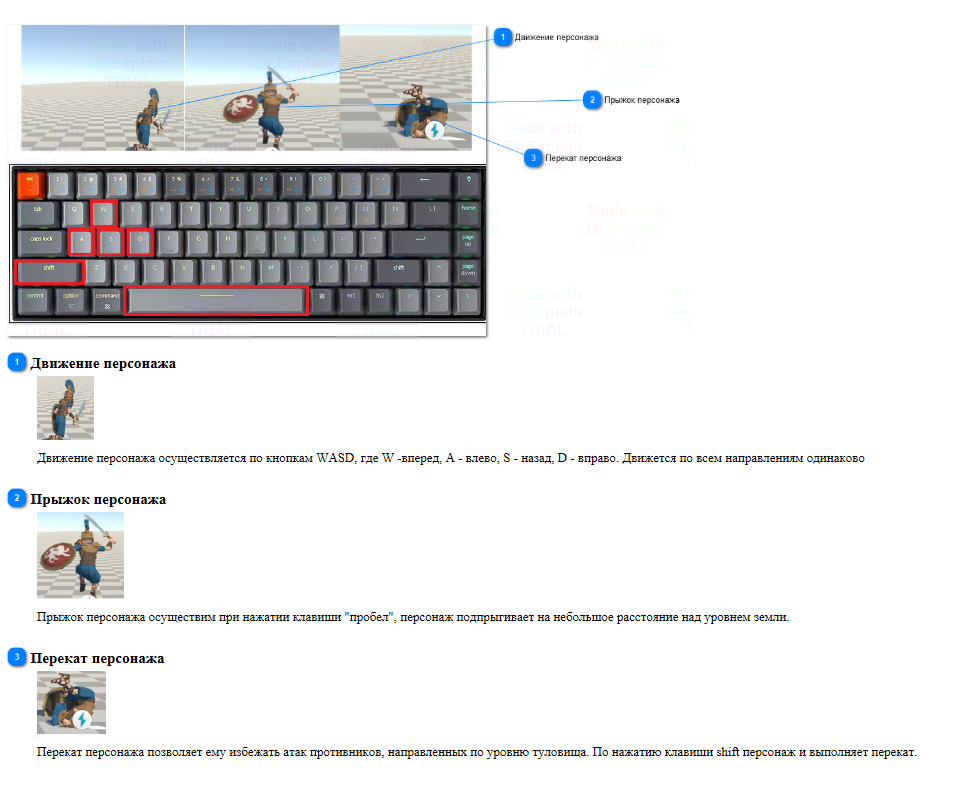 1 Движение персонажа
2 Прыжок персонажа
3 Перекат персонажа
Made with
Dr.Explain
TRIAL
tab Q W T Y U home
caps lock A S D F G H J K L page up
shift Z X C V B N M shift page down
control option command fn1 fn2
1 Движение персонажа
Движение персонажа осуществляется по кнопкам WASD, где W -вперед, A - влево, S - назад, D - вправо. Движется по всем направлениям одинаково
2 Прыжок персонажа
Прыжок персонажа осуществим при нажатии клавиши "пробел", персонаж подпрыгивает на небольшое расстояние над уровнем земли.
3 Перекат персонажа
Перекат персонажа позволяет ему избежать атак противников, направленных по уровню туловища. По нажатию клавиши shift персонаж и выполняет перекат.